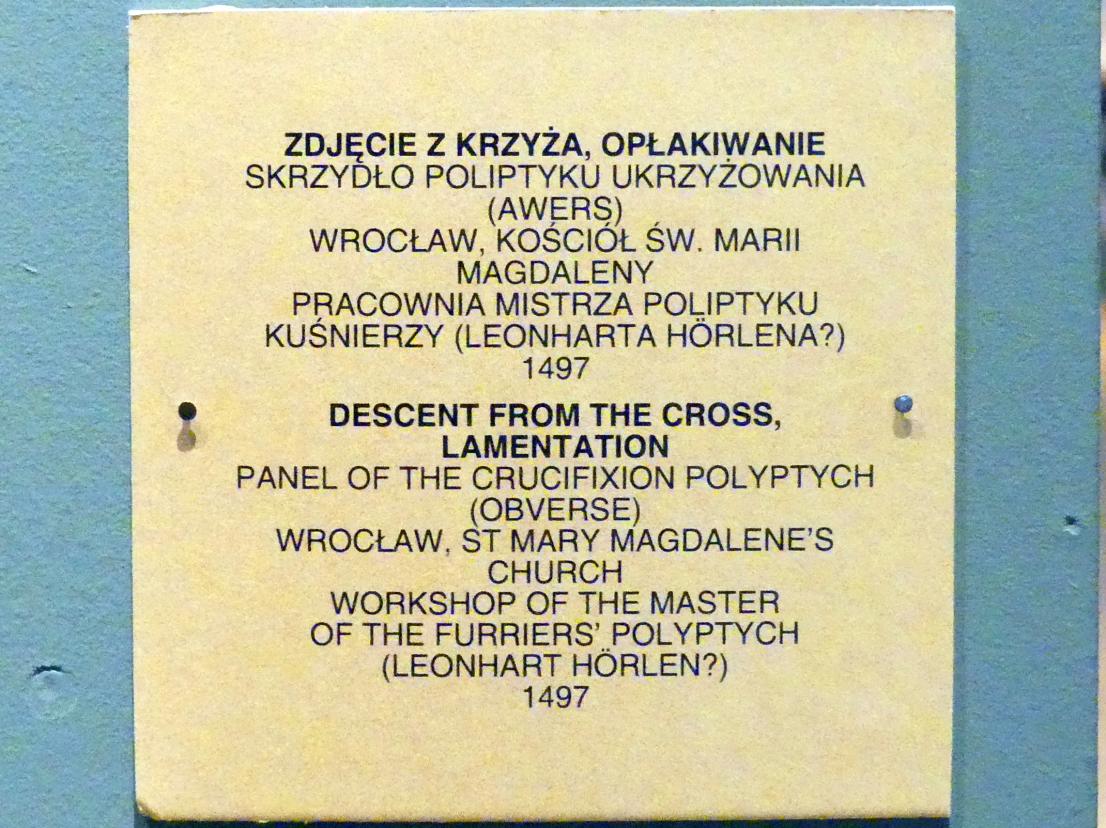 ZDJĘCIE Z KRZYŻA, OPŁAKIWANIE
SKRZYDŁO POLIPTYKU UKRZYŻOWANIA
(AWERS)
WROCŁAW, KOŚCIÓŁ ŚW. MARII
MAGDALENY
PRACOWNIA MISTRZA POLIPTYKU
KUŚNIERZY (LEONHARTA HÖRLENA?)
1497
DESCENT FROM THE CROSS,
LAMENTATION
PANEL OF THE CRUCIFIXION POLYPTYCH
(OBVERSE)
WROCŁAW, ST MARY MAGDALENE'S
CHURCH
WORKSHOP OF THE MASTER
OF THE FURRIERS' POLYPTYCH
(LEONHART HÖRLEN?)
1497